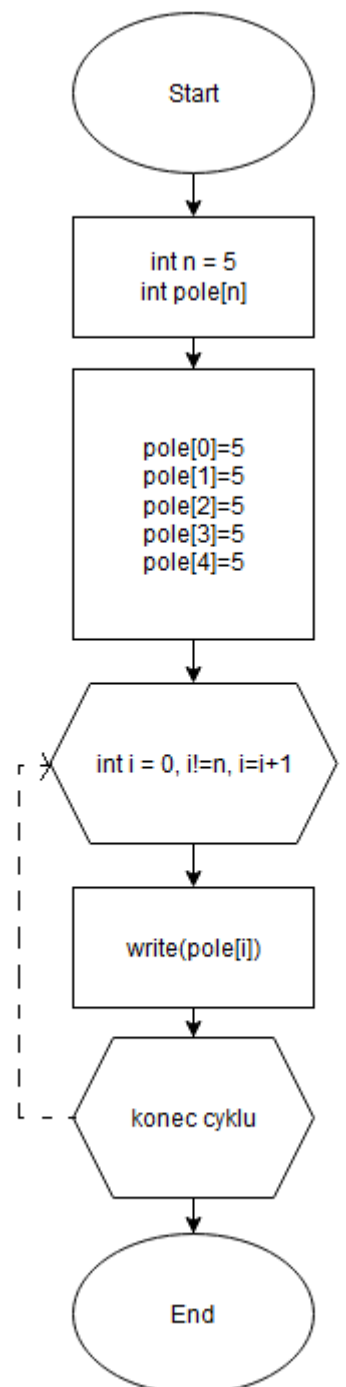 Start
int n = 5
int pole[n]
pole[0]=5
pole[1]=5
pole[2]=5
pole[3]=5
pole[4]=5
int i = 0, i!=n, i=i+1
write(pole[i])
konec cyklu
End